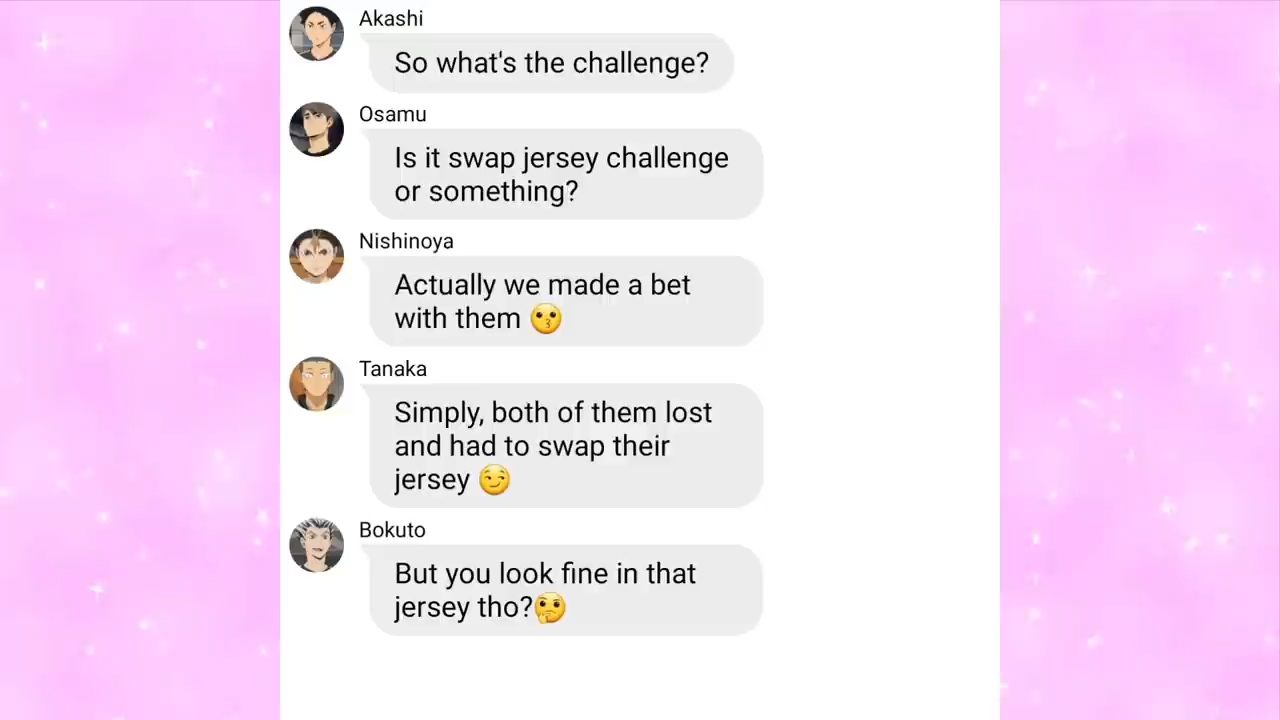 Akashi
So what's the challenge?
Osamu
Is it swap jersey challenge
or something?
Nishinoya
Actually we made a bet
with them 😗
Tanaka
Simply, both of them lost
and had to swap their
jersey 😏
Bokuto
But you look fine in that
jersey tho?🤔